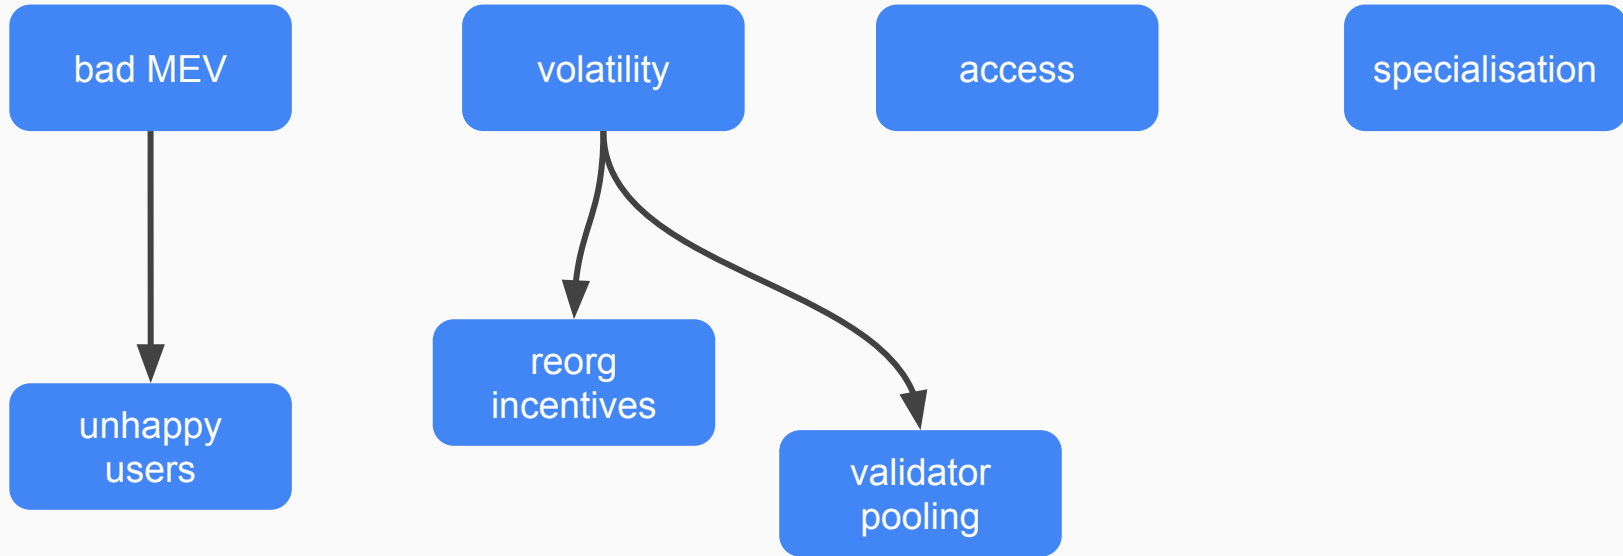 bad MEV
volatility
access
specialisation
reorg
incentives
unhappy
users
validator
pooling